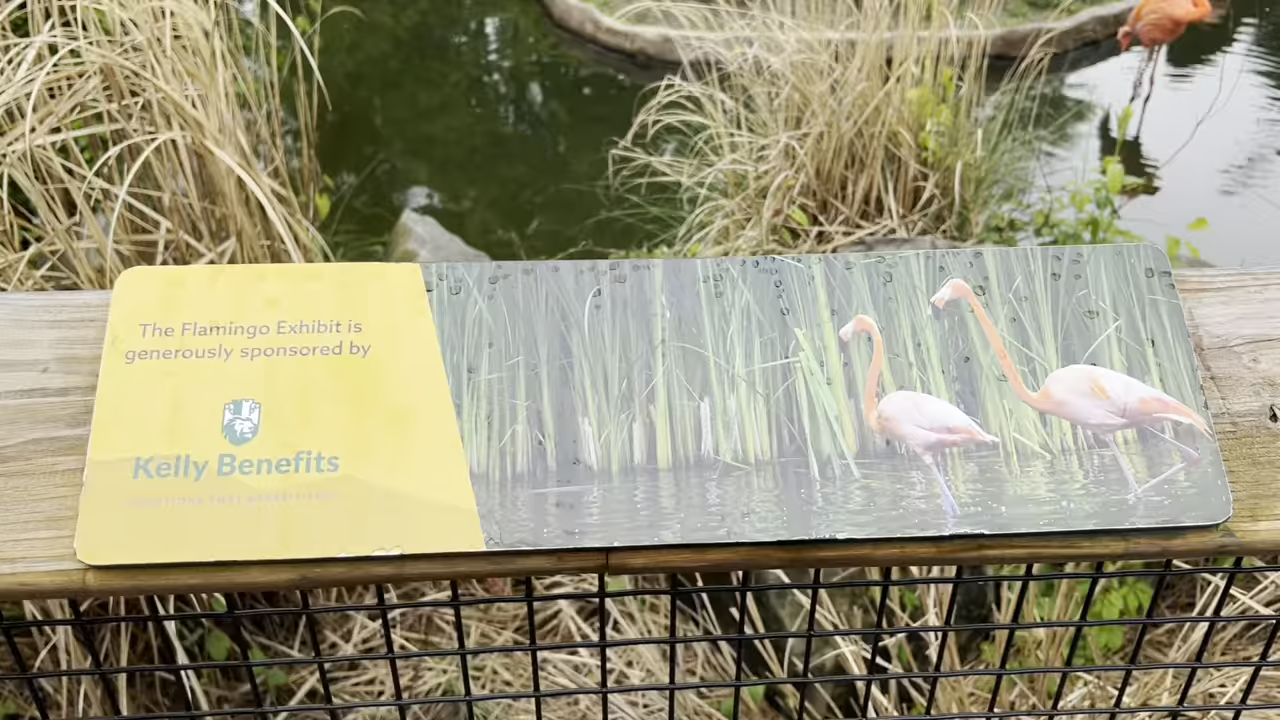 The Flamingo Exhibit is
generously sponsored by
Kelly Benefits